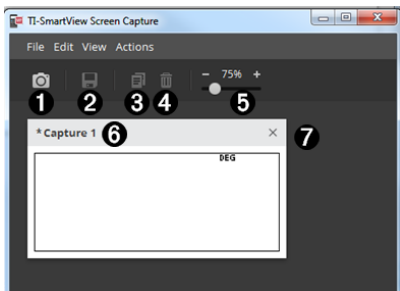 TI-SmartView Screen Capture
File Edit View Actions
- 75% +
1 2 3 4 5
*Capture 1 6 7
DEG